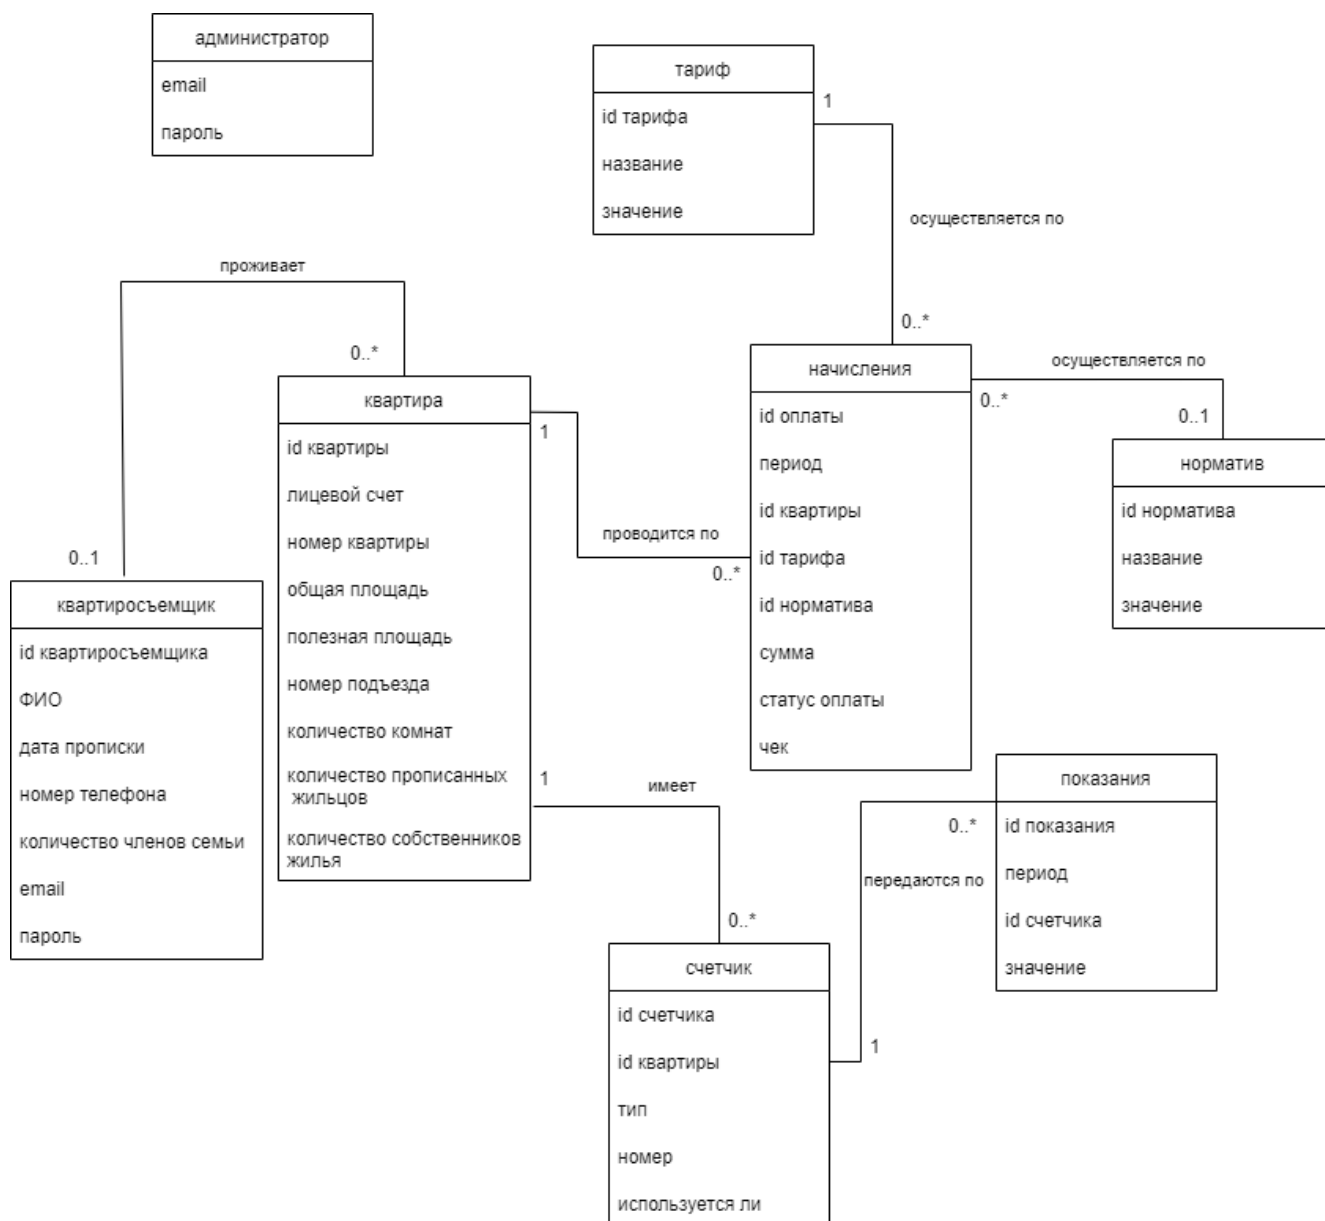 администратор
email
пароль
тариф
id тарифа
название
значение
1
осуществляется по
0..*
проживает
0..*
0..1
квартира
id квартиры
лицевой счет
номер квартиры
общая площадь
полезная площадь
номер подъезда
количество комнат
количество прописанных
жильцов
количество собственников
жилья
1
проводится по
0..*
начисления
id оплаты
период
id квартиры
id тарифа
id норматива
сумма
статус оплаты
чек
осуществляется по
0..*
0..1
норматив
id норматива
название
значение
квартиросъемщик
id квартиросъемщика
ФИО
дата прописки
номер телефона
количество членов семьи
email
пароль
1
имеет
0..*
показания
id показания
период
id счетчика
значение
0..*
передаются по
1
счетчик
id счетчика
id квартиры
тип
номер
используется ли